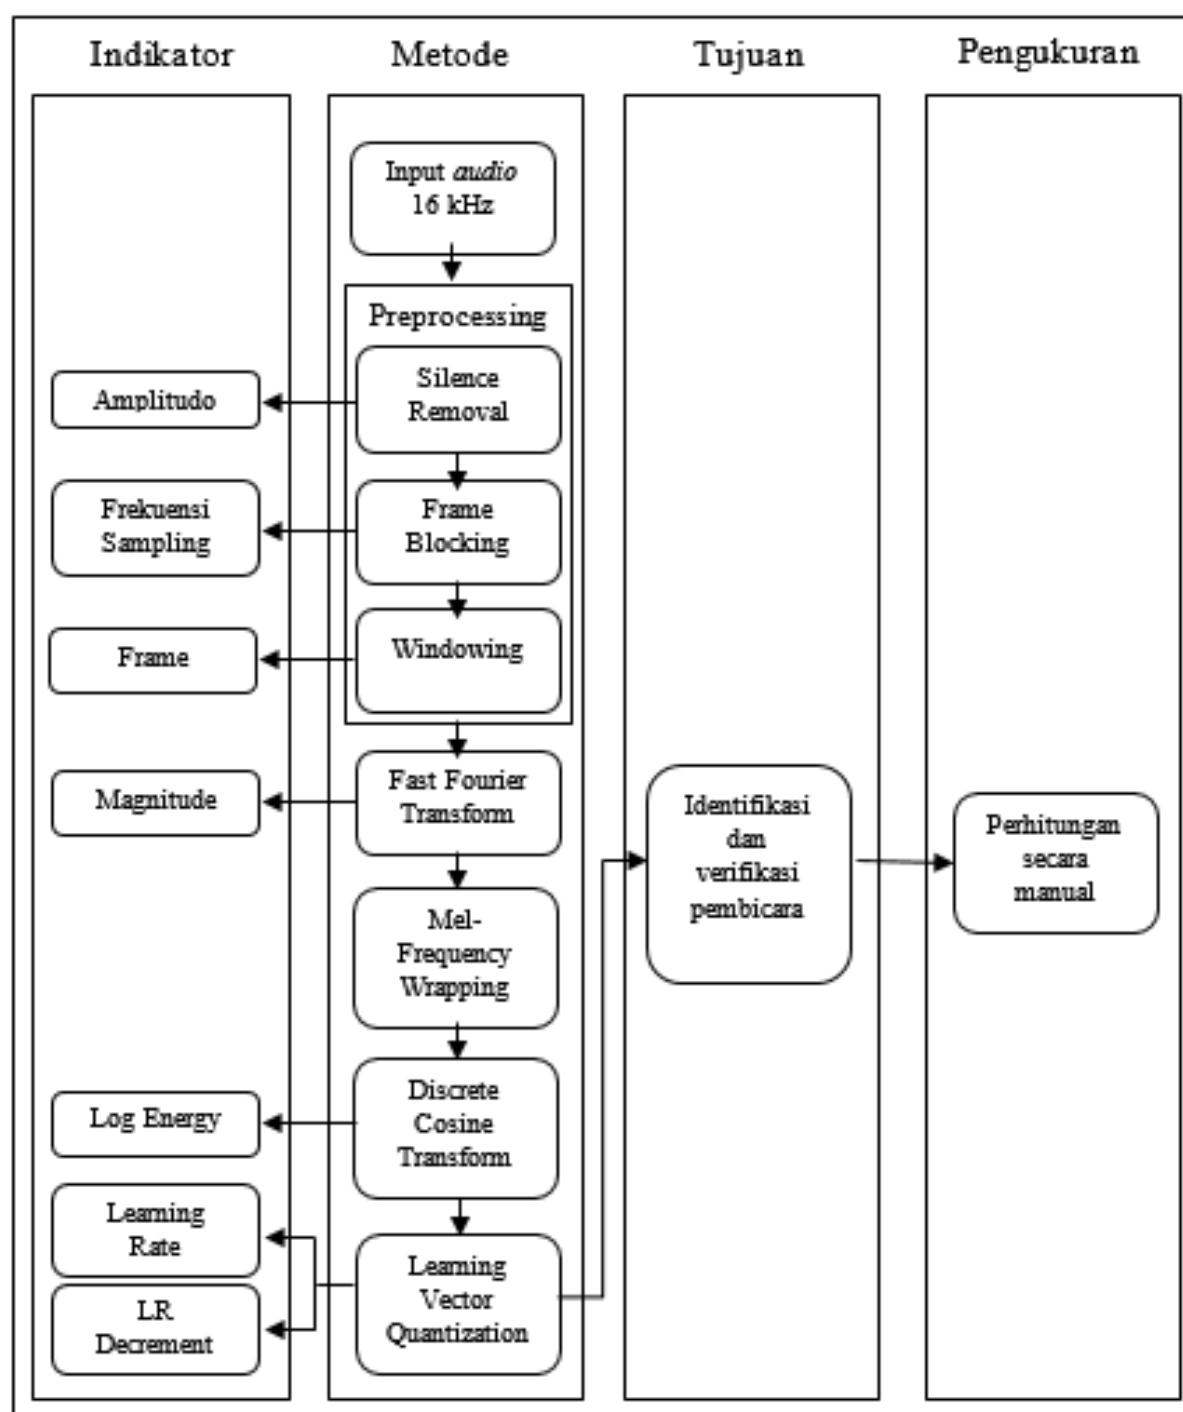 Indikator
Metode
Tujuan
Pengukuran
Input audio
16 kHz
Preprocessing
Silence
Removal
Amplitudo
Frame
Blocking
Frekuensi
Sampling
Windowing
Frame
Fast Fourier
Transform
Magnitude
Mel-
Frequency
Wrapping
Discrete
Cosine
Transform
Log Energy
Learning
Vector
Quantization
Learning
Rate
LR
Decrement
Identifikasi
dan
verifikasi
pembicara
Perhitungan
secara
manual